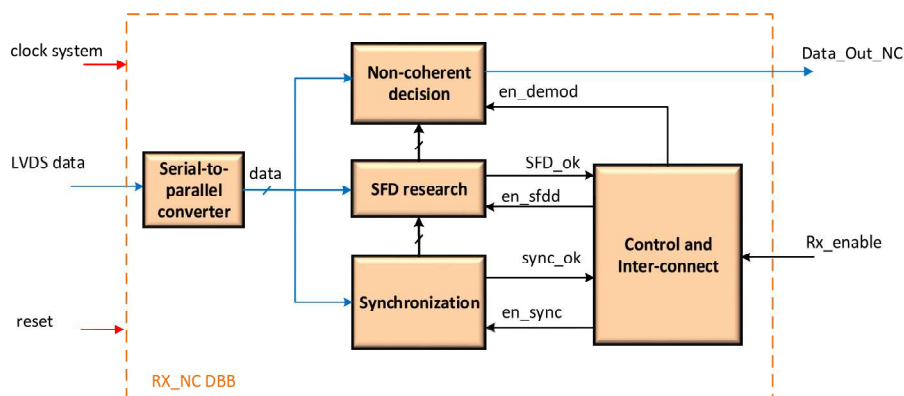 clock system
Non-coherent
decision
Data_Out_NC
en_demod
LVDS data
Serial-to-
parallel
converter
data
SFD research
SFD_ok
en_sfdd
Control and
Inter-connect
Rx_enable
sync_ok
Synchronization
en_sync
reset
RX_NC DBB